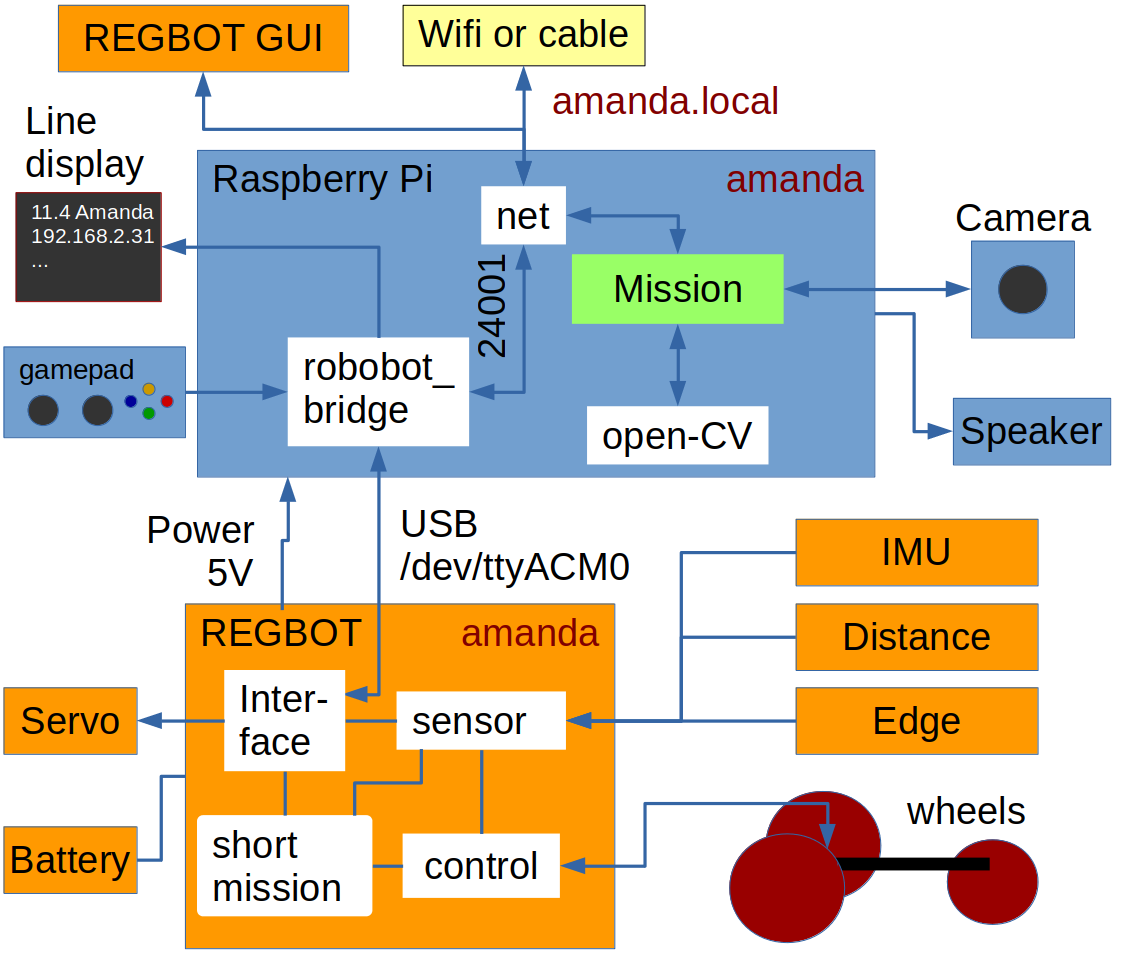 REGBOT GUI
Wifi or cable
amanda.local
Line
display
11.4 Amanda
192.168.2.31
...
Raspberry Pi
amanda
net
24001
Mission
Camera
gamepad
robobot_
bridge
open-CV
Speaker
Power
5V
USB
/dev/ttyACM0
IMU
Distance
Edge
REGBOT
amanda
Inter-
face
sensor
Servo
Battery
short
mission
control
wheels